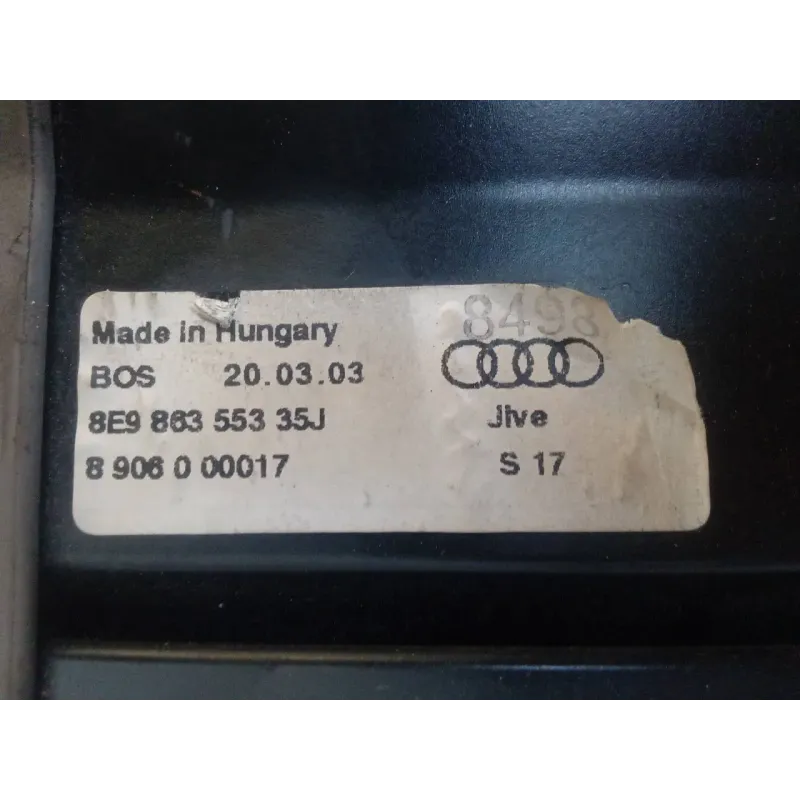 Made in Hungary
8498
BOS 20.03.03
8E9 863 553 35J
Jive
8 906 0 00017
S 17